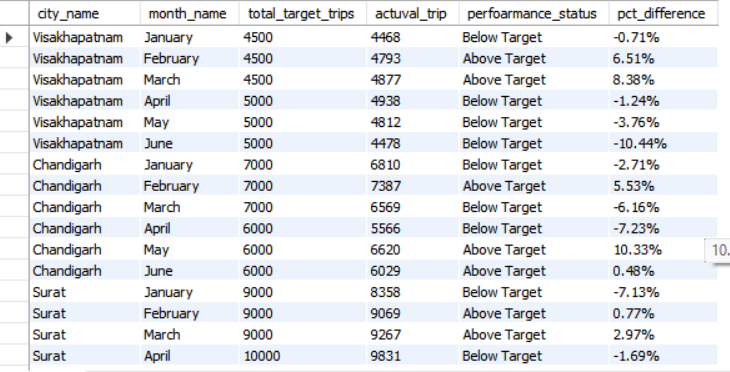 city_name month_name total_target_trips actuval_trip perfoarmance_status pct_difference
Visakhapatnam January 4500 4468 Below Target -0.71%
Visakhapatnam February 4500 4793 Above Target 6.51%
Visakhapatnam March 4500 4877 Above Target 8.38%
Visakhapatnam April 5000 4938 Below Target -1.24%
Visakhapatnam May 5000 4812 Below Target -3.76%
Visakhapatnam June 5000 4478 Below Target -10.44%
Chandigarh January 7000 6810 Below Target -2.71%
Chandigarh February 7000 7387 Above Target 5.53%
Chandigarh March 7000 6569 Below Target -6.16%
Chandigarh April 6000 5566 Below Target -7.23%
Chandigarh May 6000 6620 Above Target 10.33% 10.
Chandigarh June 6000 6029 Above Target 0.48%
Surat January 9000 8358 Below Target -7.13%
Surat February 9000 9069 Above Target 0.77%
Surat March 9000 9267 Above Target 2.97%
Surat April 10000 9831 Below Target -1.69%